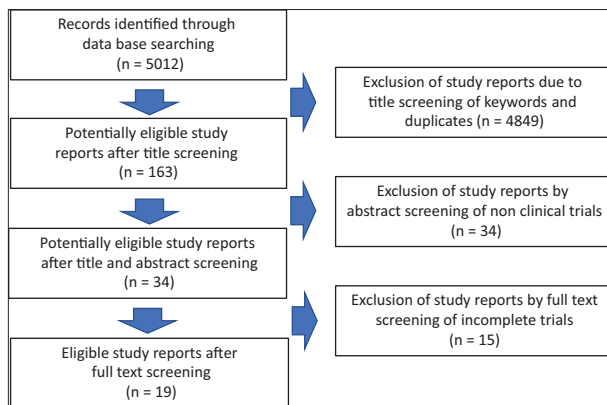 Records identified through
data base searching
(n = 5012)
Exclusion of study reports due to
title screening of keywords and
duplicates (n = 4849)
Potentially eligible study
reports after title screening
(n = 163)
Exclusion of study reports by
abstract screening of non clinical trials
(n = 34)
Potentially eligible study reports
after title and abstract screening
(n = 34)
Exclusion of study reports by full text
screening of incomplete trials
(n = 15)
Eligible study reports after
full text screening
(n = 19)